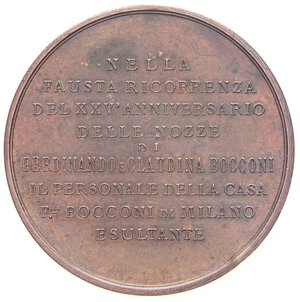 NELLA
FAUSTA RICORRENZA
DEL XXV° ANNIVERSARIO
DELLE NOZZE
DI
FERDINANDO E CLAUDINA BOCCONI
IL PERSONALE DELLA CASA
F.LLI BOCCONI DI MILANO
ESULTANTE